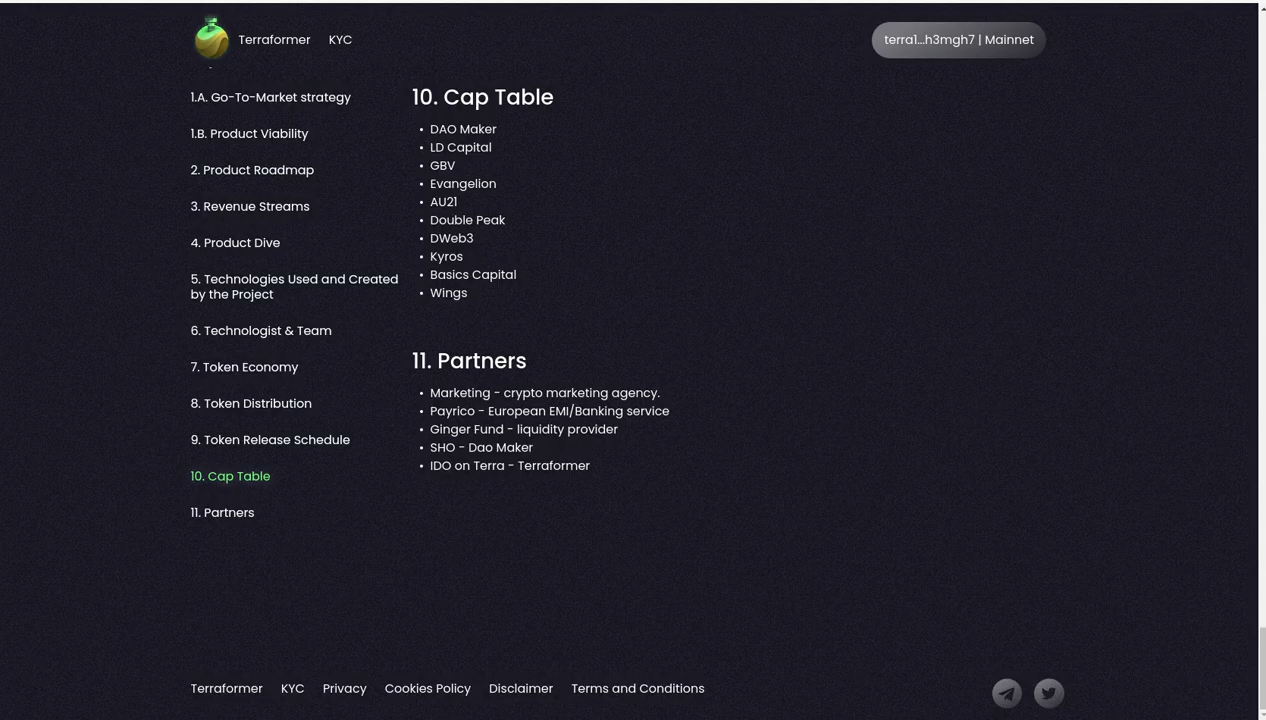 Terraformer
KYC
terra1...h3mgh7 | Mainnet
1.A. Go-To-Market strategy
1.B. Product Viability
2. Product Roadmap
3. Revenue Streams
4. Product Dive
5. Technologies Used and Created
by the Project
6. Technologist & Team
7. Token Economy
8. Token Distribution
9. Token Release Schedule
10. Cap Table
11. Partners
10. Cap Table
• DAO Maker
• LD Capital
• GBV
• Evangelion
• AU21
• Double Peak
• DWeb3
• Kyros
• Basics Capital
• Wings
11. Partners
• Marketing - crypto marketing agency.
• Payrico - European EMI/Banking service
• Ginger Fund - liquidity provider
• SHO - Dao Maker
• IDO on Terra - Terraformer
Terraformer
KYC
Privacy
Cookies Policy
Disclaimer
Terms and Conditions